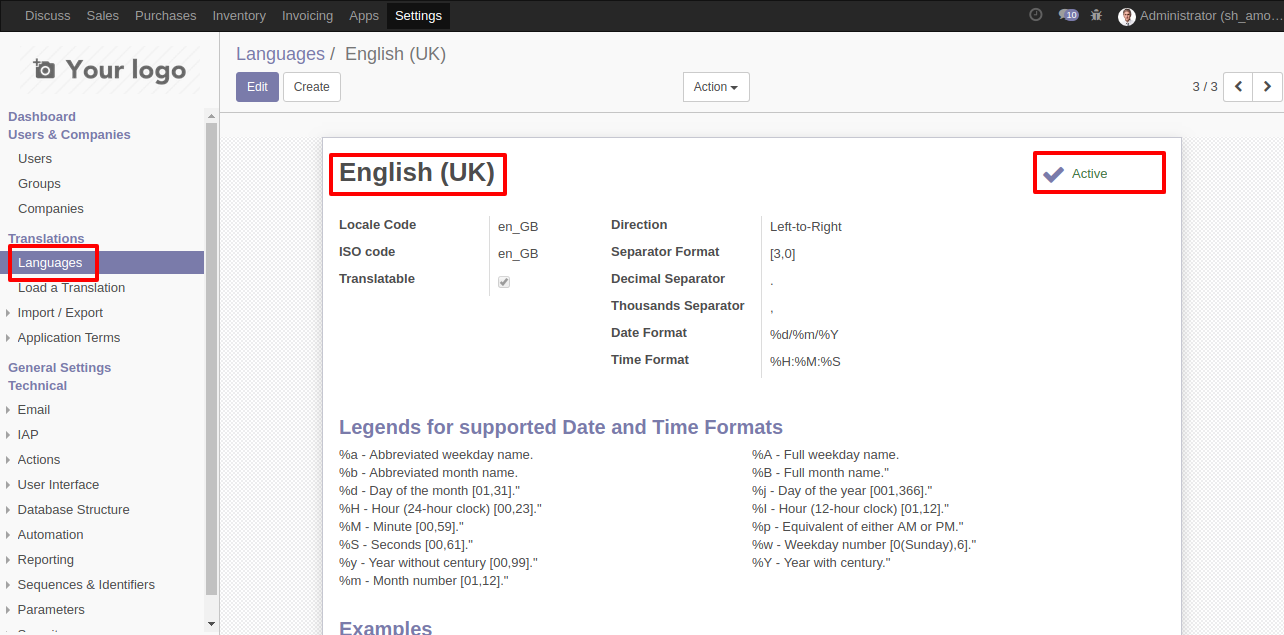 Discuss Sales Purchases Inventory Invoicing Apps Settings 10 Administrator (sh_amo...
Your logo
Dashboard
Users & Companies
Users
Groups
Companies
Translations
Languages
Load a Translation
Import / Export
Application Terms
General Settings
Technical
Email
IAP
Actions
User Interface
Database Structure
Automation
Reporting
Sequences & Identifiers
Parameters
Languages / English (UK)
Edit Create Action 3 / 3
English (UK) Active
Locale Code en_GB
ISO code en_GB
Translatable
Direction Left-to-Right
Separator Format [3,0]
Decimal Separator .
Thousands Separator ,
Date Format %d/%m/%Y
Time Format %H:%M:%S
Legends for supported Date and Time Formats
%a - Abbreviated weekday name.
%b - Abbreviated month name.
%d - Day of the month [01,31]."
%H - Hour (24-hour clock) [00,23]."
%M - Minute [00,59]."
%S - Seconds [00,61]."
%y - Year without century [00,99]."
%m - Month number [01,12]."
%A - Full weekday name.
%B - Full month name."
%j - Day of the year [001,366]."
%I - Hour (12-hour clock) [01,12]."
%p - Equivalent of either AM or PM."
%w - Weekday number [0(Sunday),6]."
%Y - Year with century."
Examples